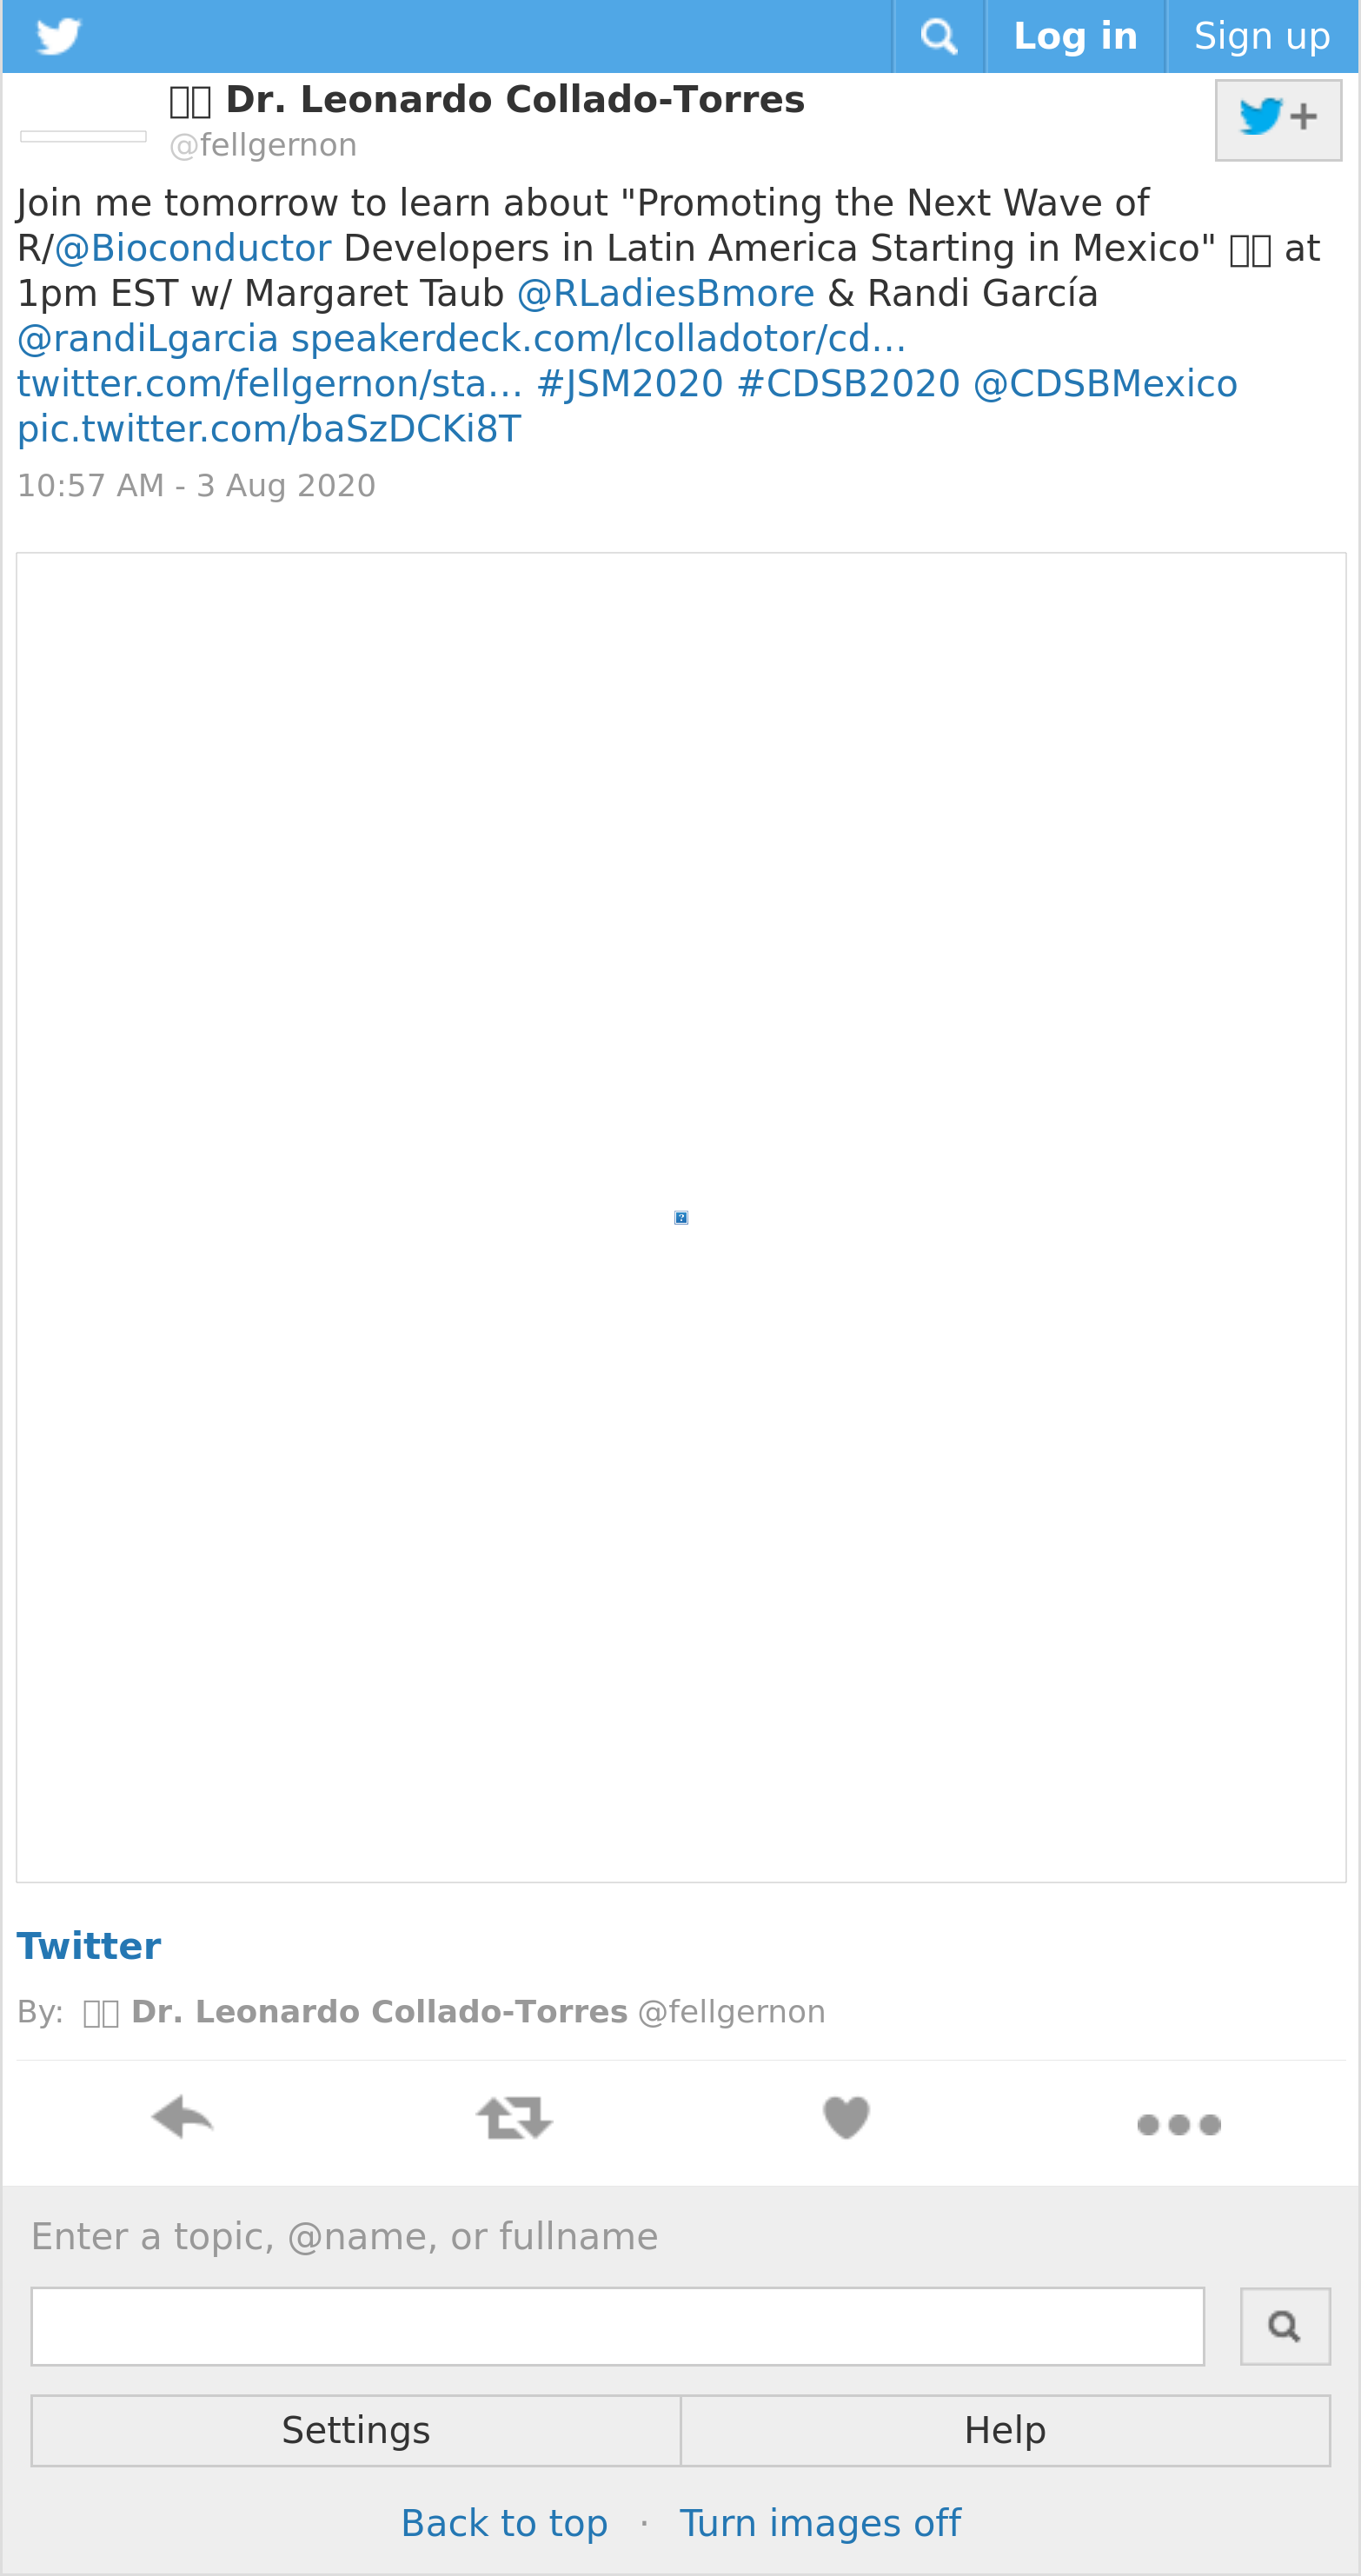 Log in Sign up
Dr. Leonardo Collado-Torres
@fellgernon
Join me tomorrow to learn about "Promoting the Next Wave of
R/@Bioconductor Developers in Latin America Starting in Mexico" at
1pm EST w/ Margaret Taub @RLadiesBmore & Randi García
@randiLgarcia speakerdeck.com/lcolladotor/cd…
twitter.com/fellgernon/sta… #JSM2020 #CDSB2020 @CDSBMexico
pic.twitter.com/baSzDCKi8T
10:57 AM - 3 Aug 2020
Twitter
By: Dr. Leonardo Collado-Torres @fellgernon
Enter a topic, @name, or fullname
Settings Help
Back to top · Turn images off